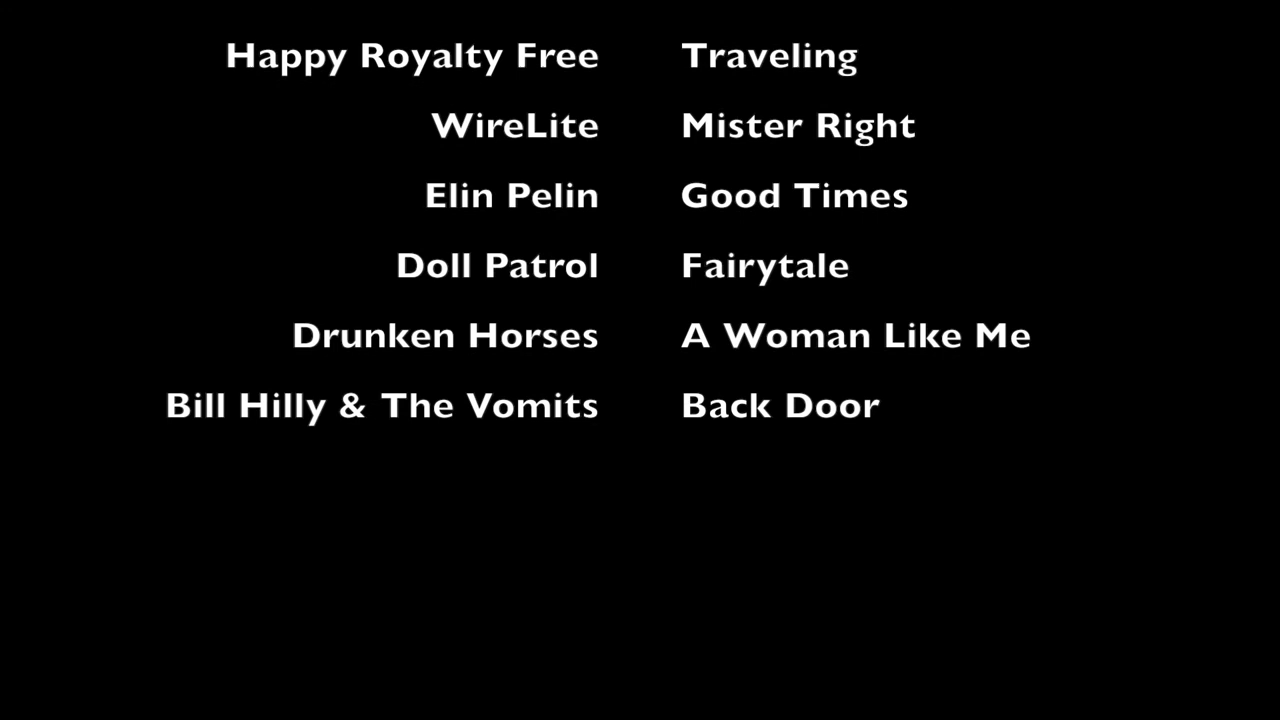 Happy Royalty Free Traveling
WireLite Mister Right
Elin Pelin Good Times
Doll Patrol Fairytale
Drunken Horses A Woman Like Me
Bill Hilly & The Vomits Back Door